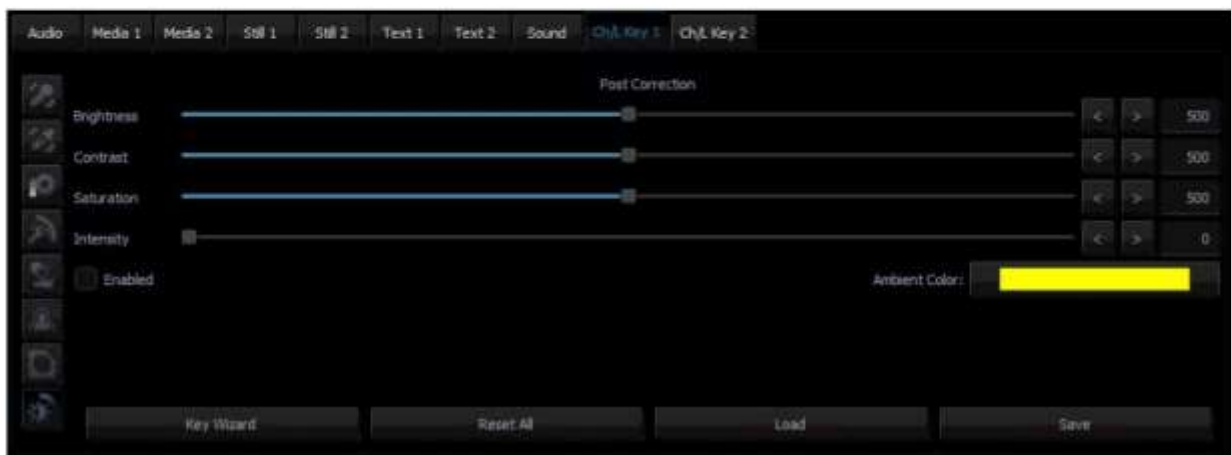 Audio Media 1 Media 2 Still 1 Still 2 Text 1 Text 2 Sound Ch/L Key 1 Ch/L Key 2
Post Correction
Brightness < > 500
Contrast < > 500
Saturation < > 500
Intensity < > 0
Enabled Ambient Color:
Key Wizard Reset All Load Save